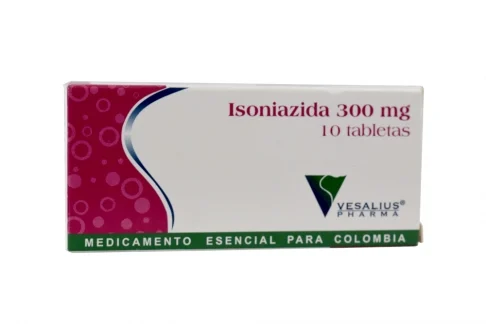 Isoniazida 300 mg
10 tabletas
VESALIUS®
PHARMA
MEDICAMENTO ESENCIAL PARA COLOMBIA